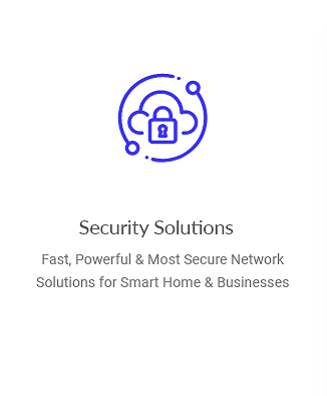 Security Solutions
Fast, Powerful & Most Secure Network
Solutions for Smart Home & Businesses